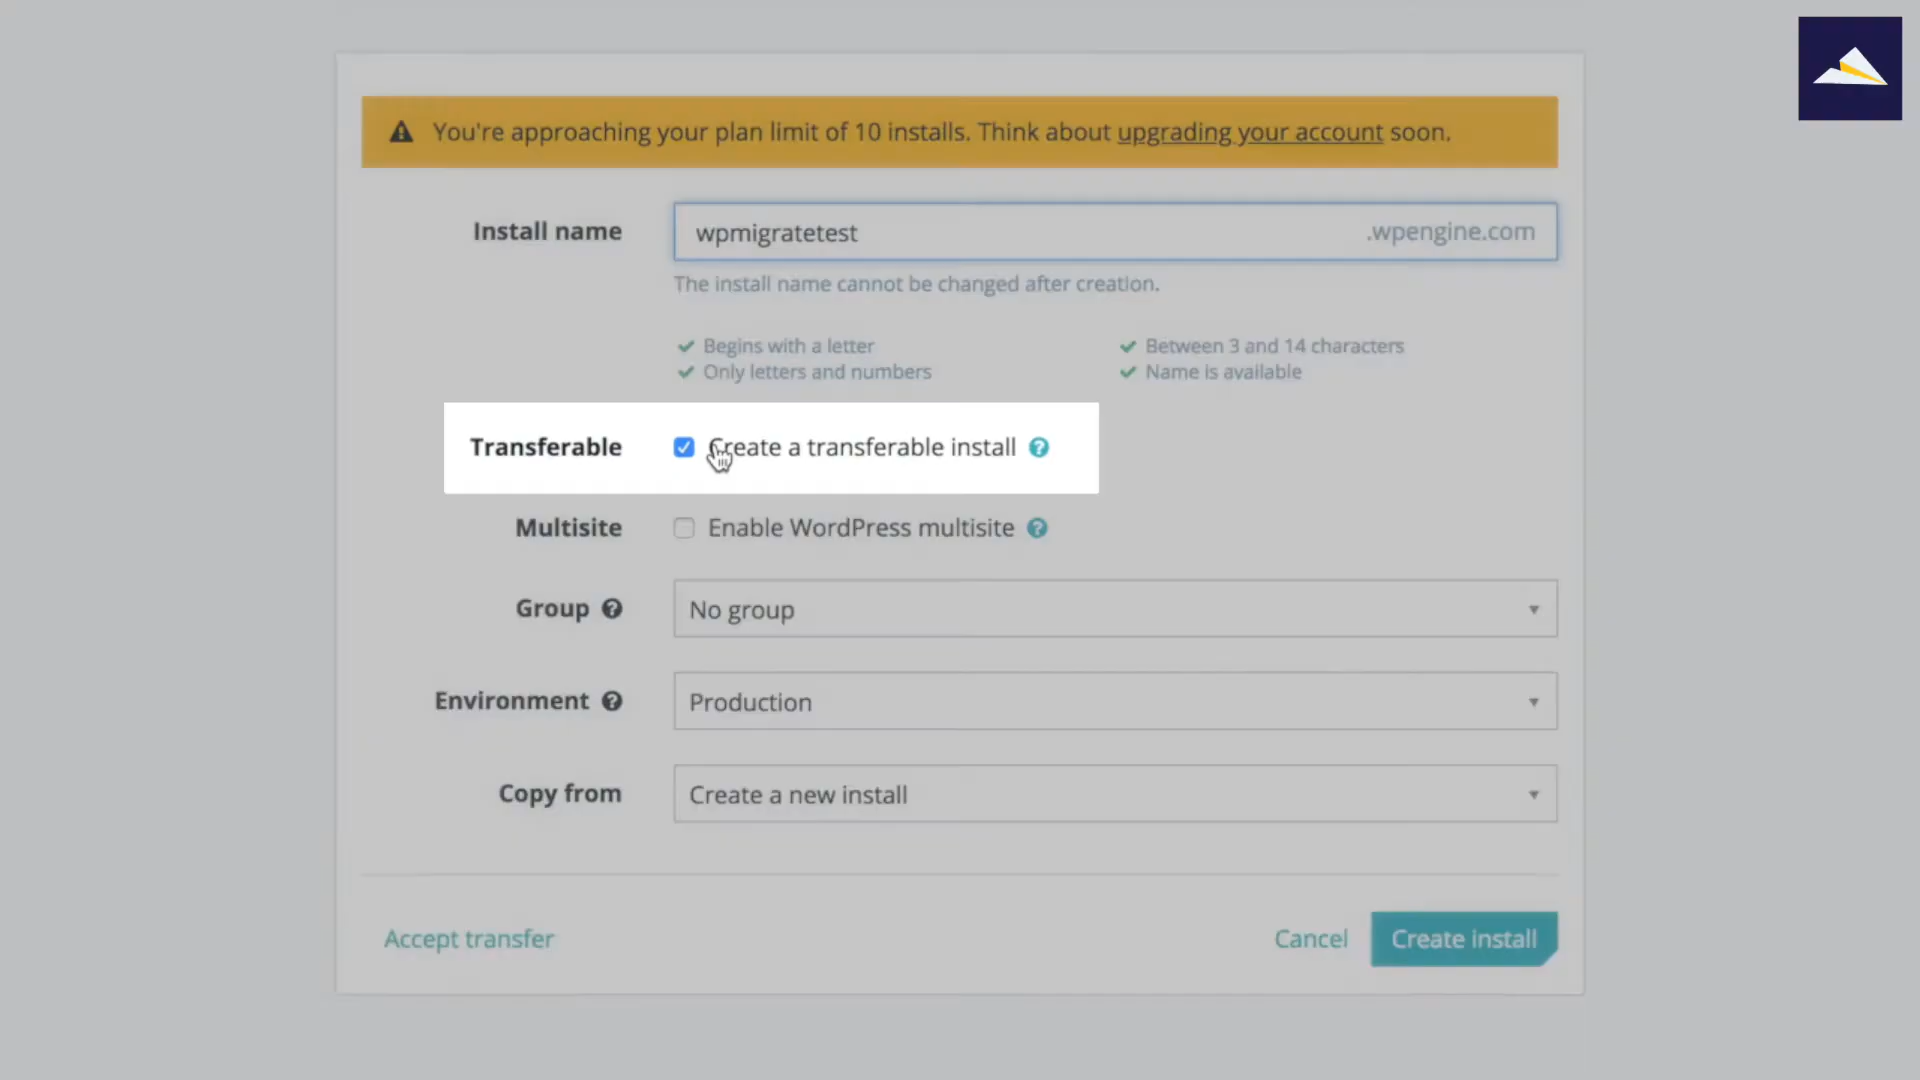 You're approaching your plan limit of 10 installs. Think about upgrading your account soon.
Install name
wpmigratetest
.wpengine.com
The install name cannot be changed after creation.
Begins with a letter
Between 3 and 14 characters
Only letters and numbers
Name is available
Transferable
Create a transferable install
Multisite
Enable WordPress multisite
Group
No group
Environment
Production
Copy from
Create a new install
Accept transfer
Cancel
Create install